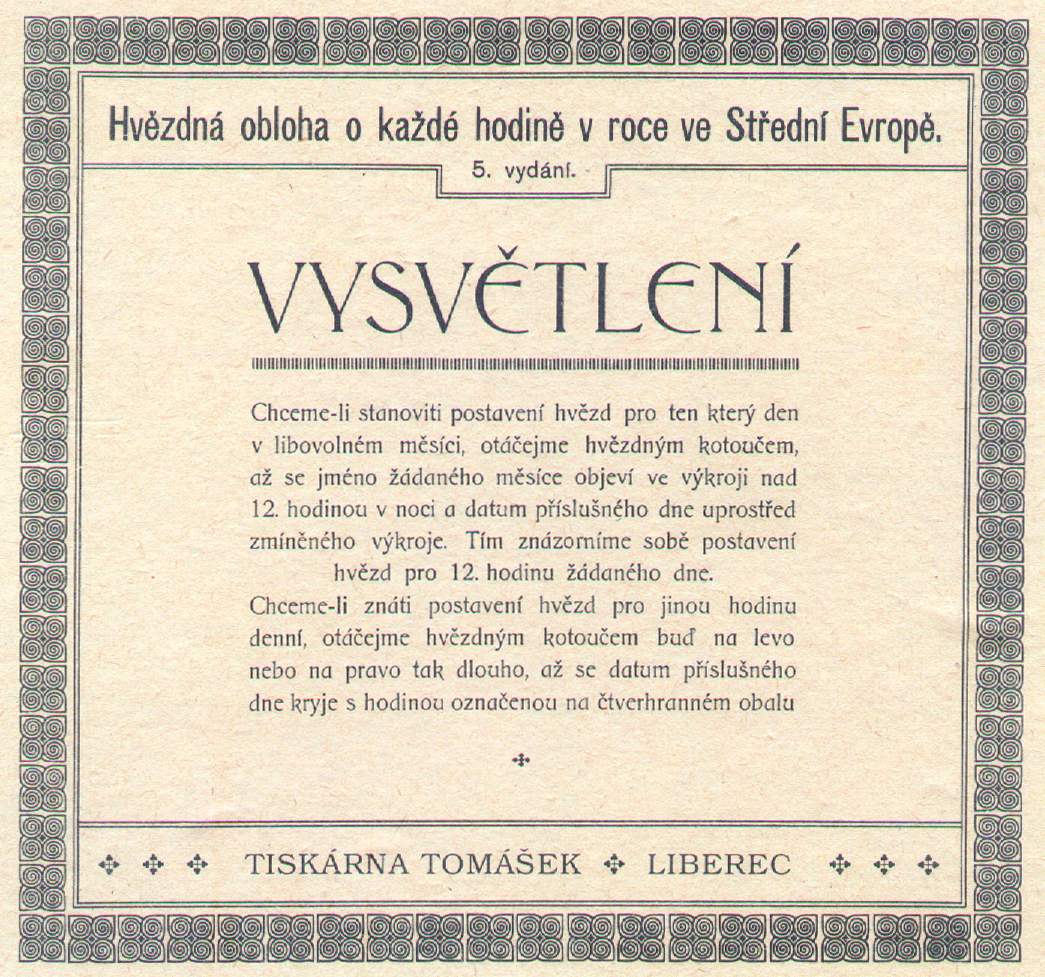 Hvězdná obloha o každé hodině v roce ve Střední Evropě.
5. vydání.
VYSVĚTLENÍ
Chceme-li stanoviti postavení hvězd pro ten který den
v libovolném měsíci, otáčejme hvězdným kotoučem,
až se jméno žádaného měsíce objeví ve výkroji nad
12. hodinou v noci a datum příslušného dne uprostřed
zmíněného výkroje. Tím znázorníme sobě postavení
hvězd pro 12. hodinu žádaného dne.
Chceme-li znáti postavení hvězd pro jinou hodinu
denní, otáčejme hvězdným kotoučem buď na levo
nebo na pravo tak dlouho, až se datum příslušného
dne kryje s hodinou označenou na čtverhranném obalu
TISKÁRNA TOMÁŠEK LIBEREC